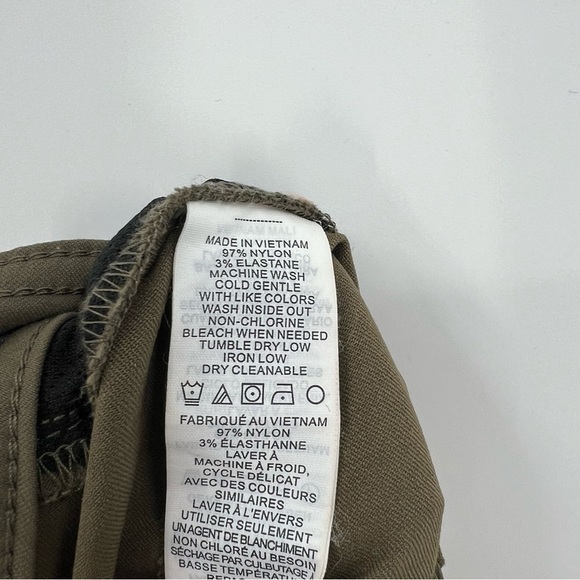 MADE IN VIETNAM
97% NYLON
3% ELASTANE
MACHINE WASH
COLD GENTLE
WITH LIKE COLORS
WASH INSIDE OUT
NON-CHLORINE
BLEACH WHEN NEEDED
TUMBLE DRY LOW
IRON LOW
DRY CLEANABLE
FABRIQUÉ AU VIETNAM
97% NYLON
3% ÉLASTHANNE
LAVER À
MACHINE À FROID,
CYCLE DÉLICAT
AVEC DES COULEURS
SIMILAIRES
LAVER À L'ENVERS
UTILISER SEULEMENT
UN AGENT DE BLANCHIMENT
NON CHLORÉ AU BESOIN
SÉCHAGE PAR CULBUTAGE À
BASSE TEMPÉRATURE